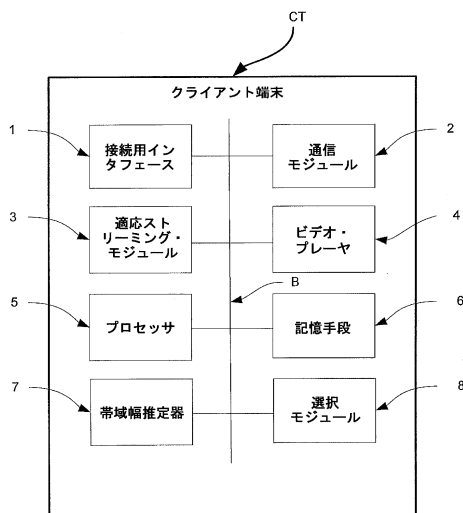 CT
クライアント端末
1
接続用イン
タフェース
2
通信
モジュール
3
適応スト
リーミング・
モジュール
4
ビデオ・
プレーヤ
B
5
プロセッサ
6
記憶手段
7
帯域幅推定器
8
選択
モジュール